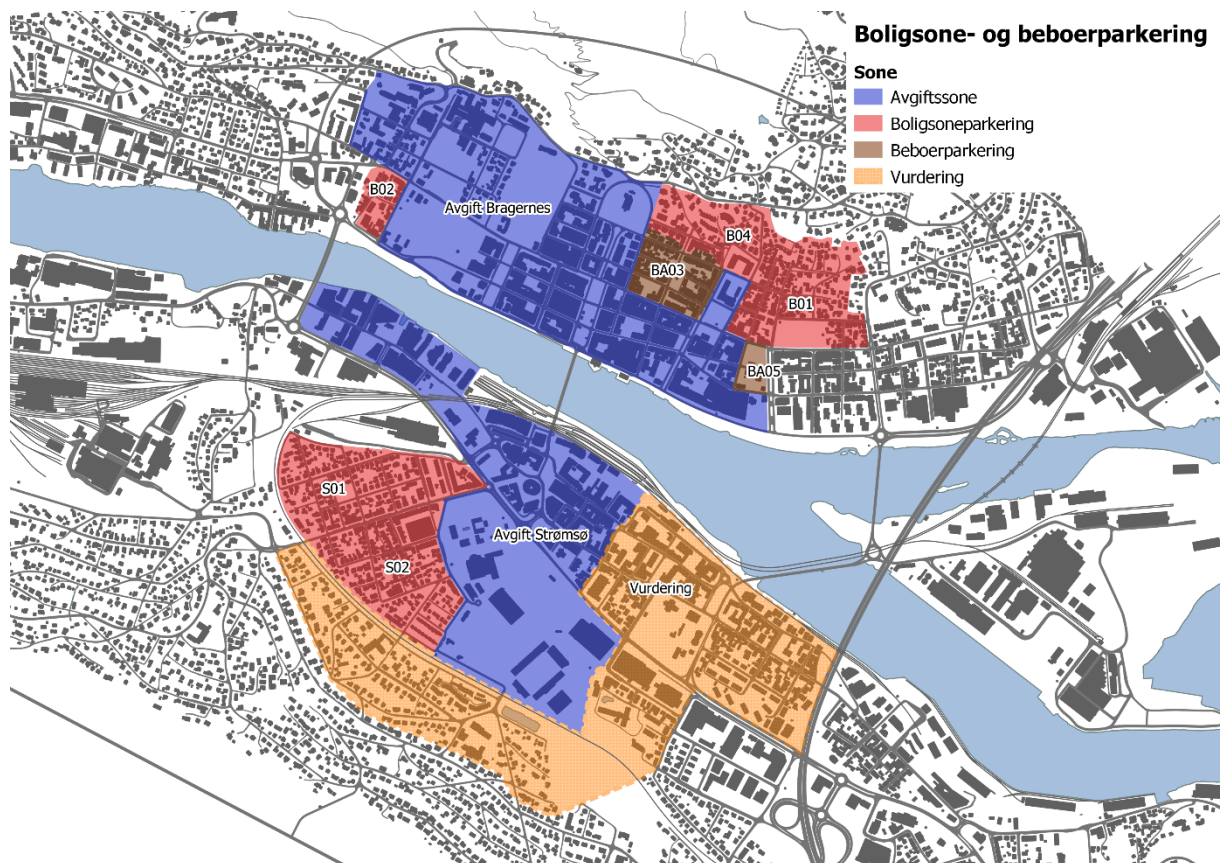 Boligsone- og beboerparkering
Sone
Avgiftssone
Boligsoneparkering
Beboerparkering
Vurdering
B02
Avgift Bragernes
B04
BA03
B01
BA05
S01
Avgift Strømsø
S02
Vurdering